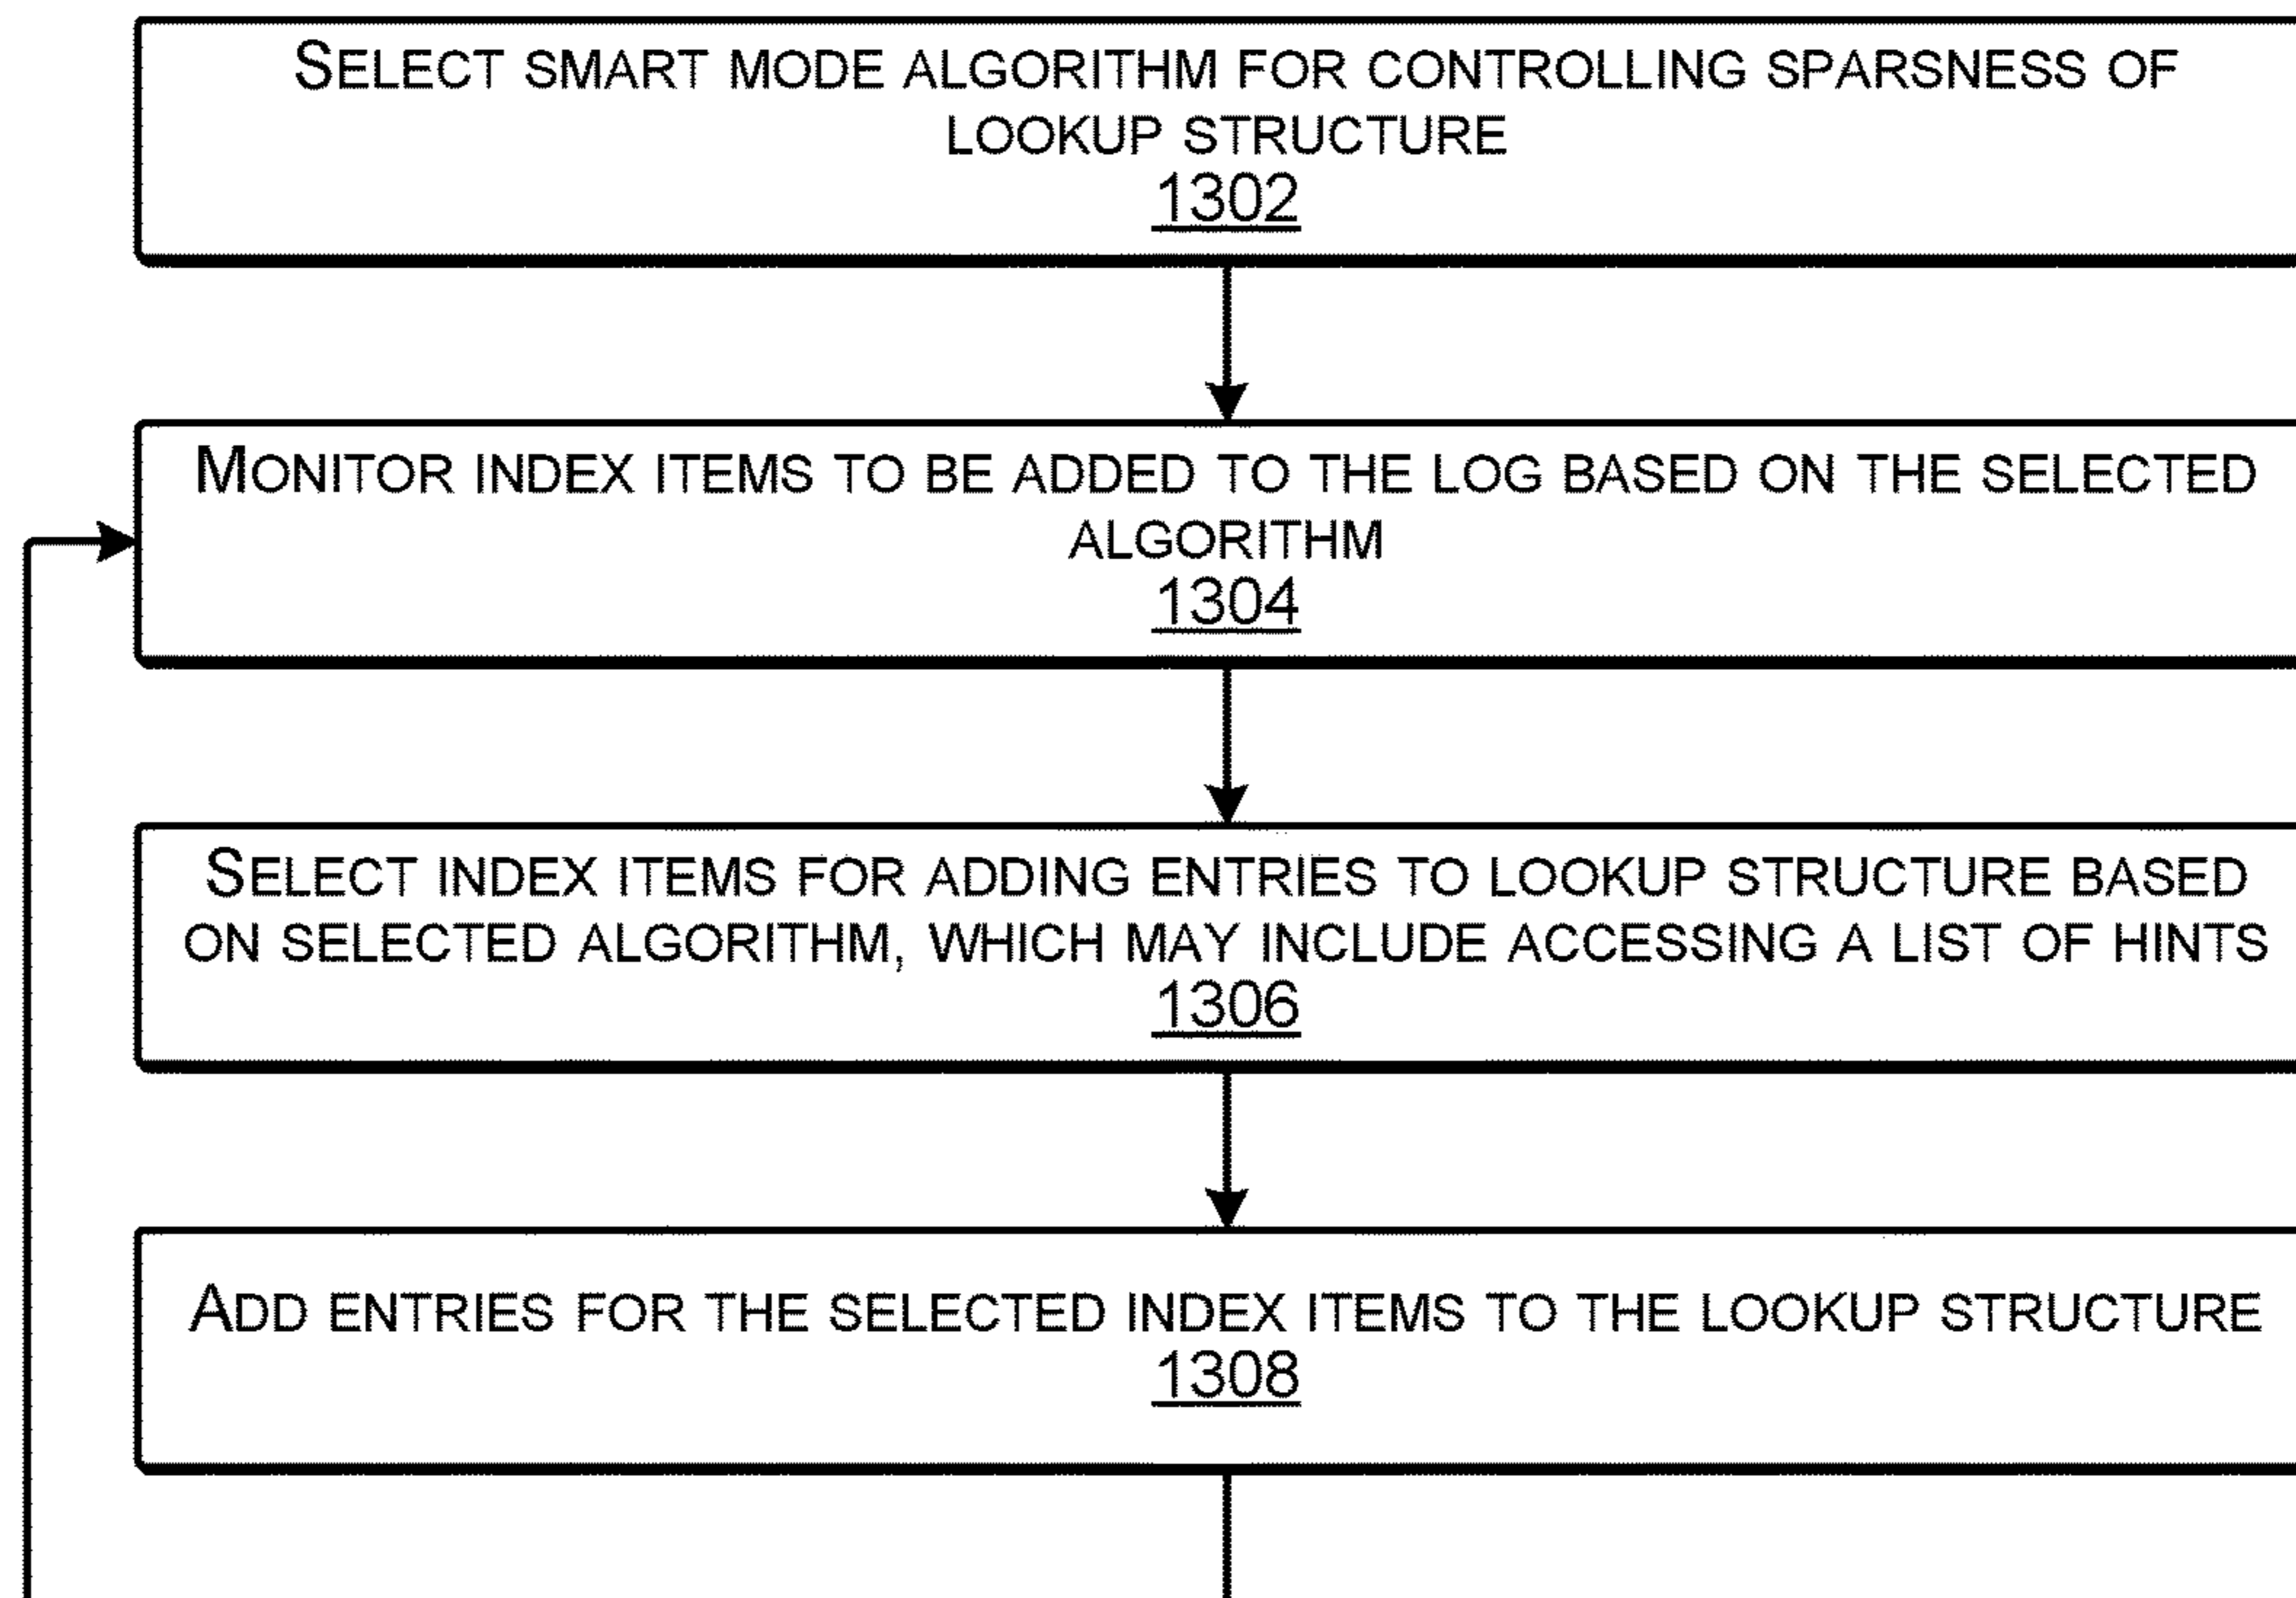 SELECT SMART MODE ALGORITHM FOR CONTROLLING SPARSNESS OF
LOOKUP STRUCTURE
1302
MONITOR INDEX ITEMS TO BE ADDED TO THE LOG BASED ON THE SELECTED
ALGORITHM
1304
SELECT INDEX ITEMS FOR ADDING ENTRIES TO LOOKUP STRUCTURE BASED
ON SELECTED ALGORITHM, WHICH MAY INCLUDE ACCESSING A LIST OF HINTS
1306
ADD ENTRIES FOR THE SELECTED INDEX ITEMS TO THE LOOKUP STRUCTURE
1308